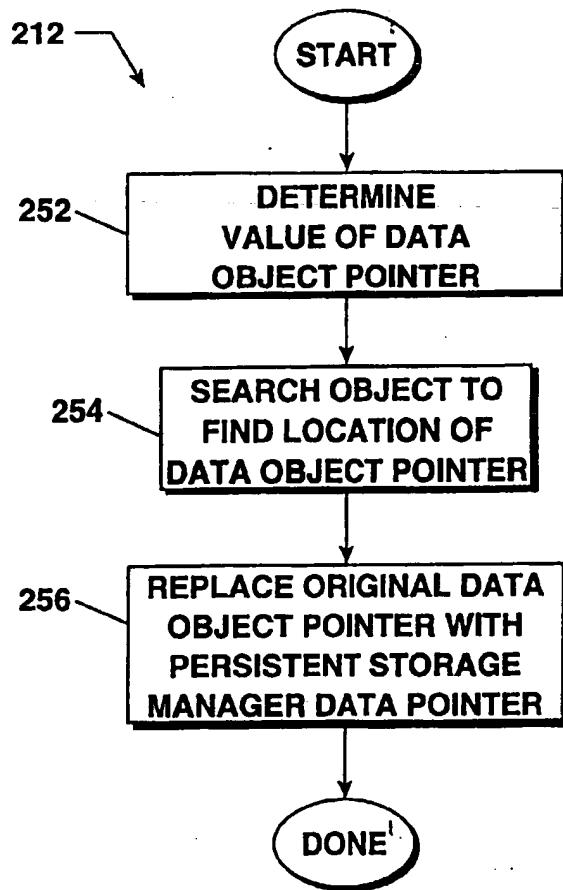 212
START
252
DETERMINE
VALUE OF DATA
OBJECT POINTER
254
SEARCH OBJECT TO
FIND LOCATION OF
DATA OBJECT POINTER
256
REPLACE ORIGINAL DATA
OBJECT POINTER WITH
PERSISTENT STORAGE
MANAGER DATA POINTER
DONE